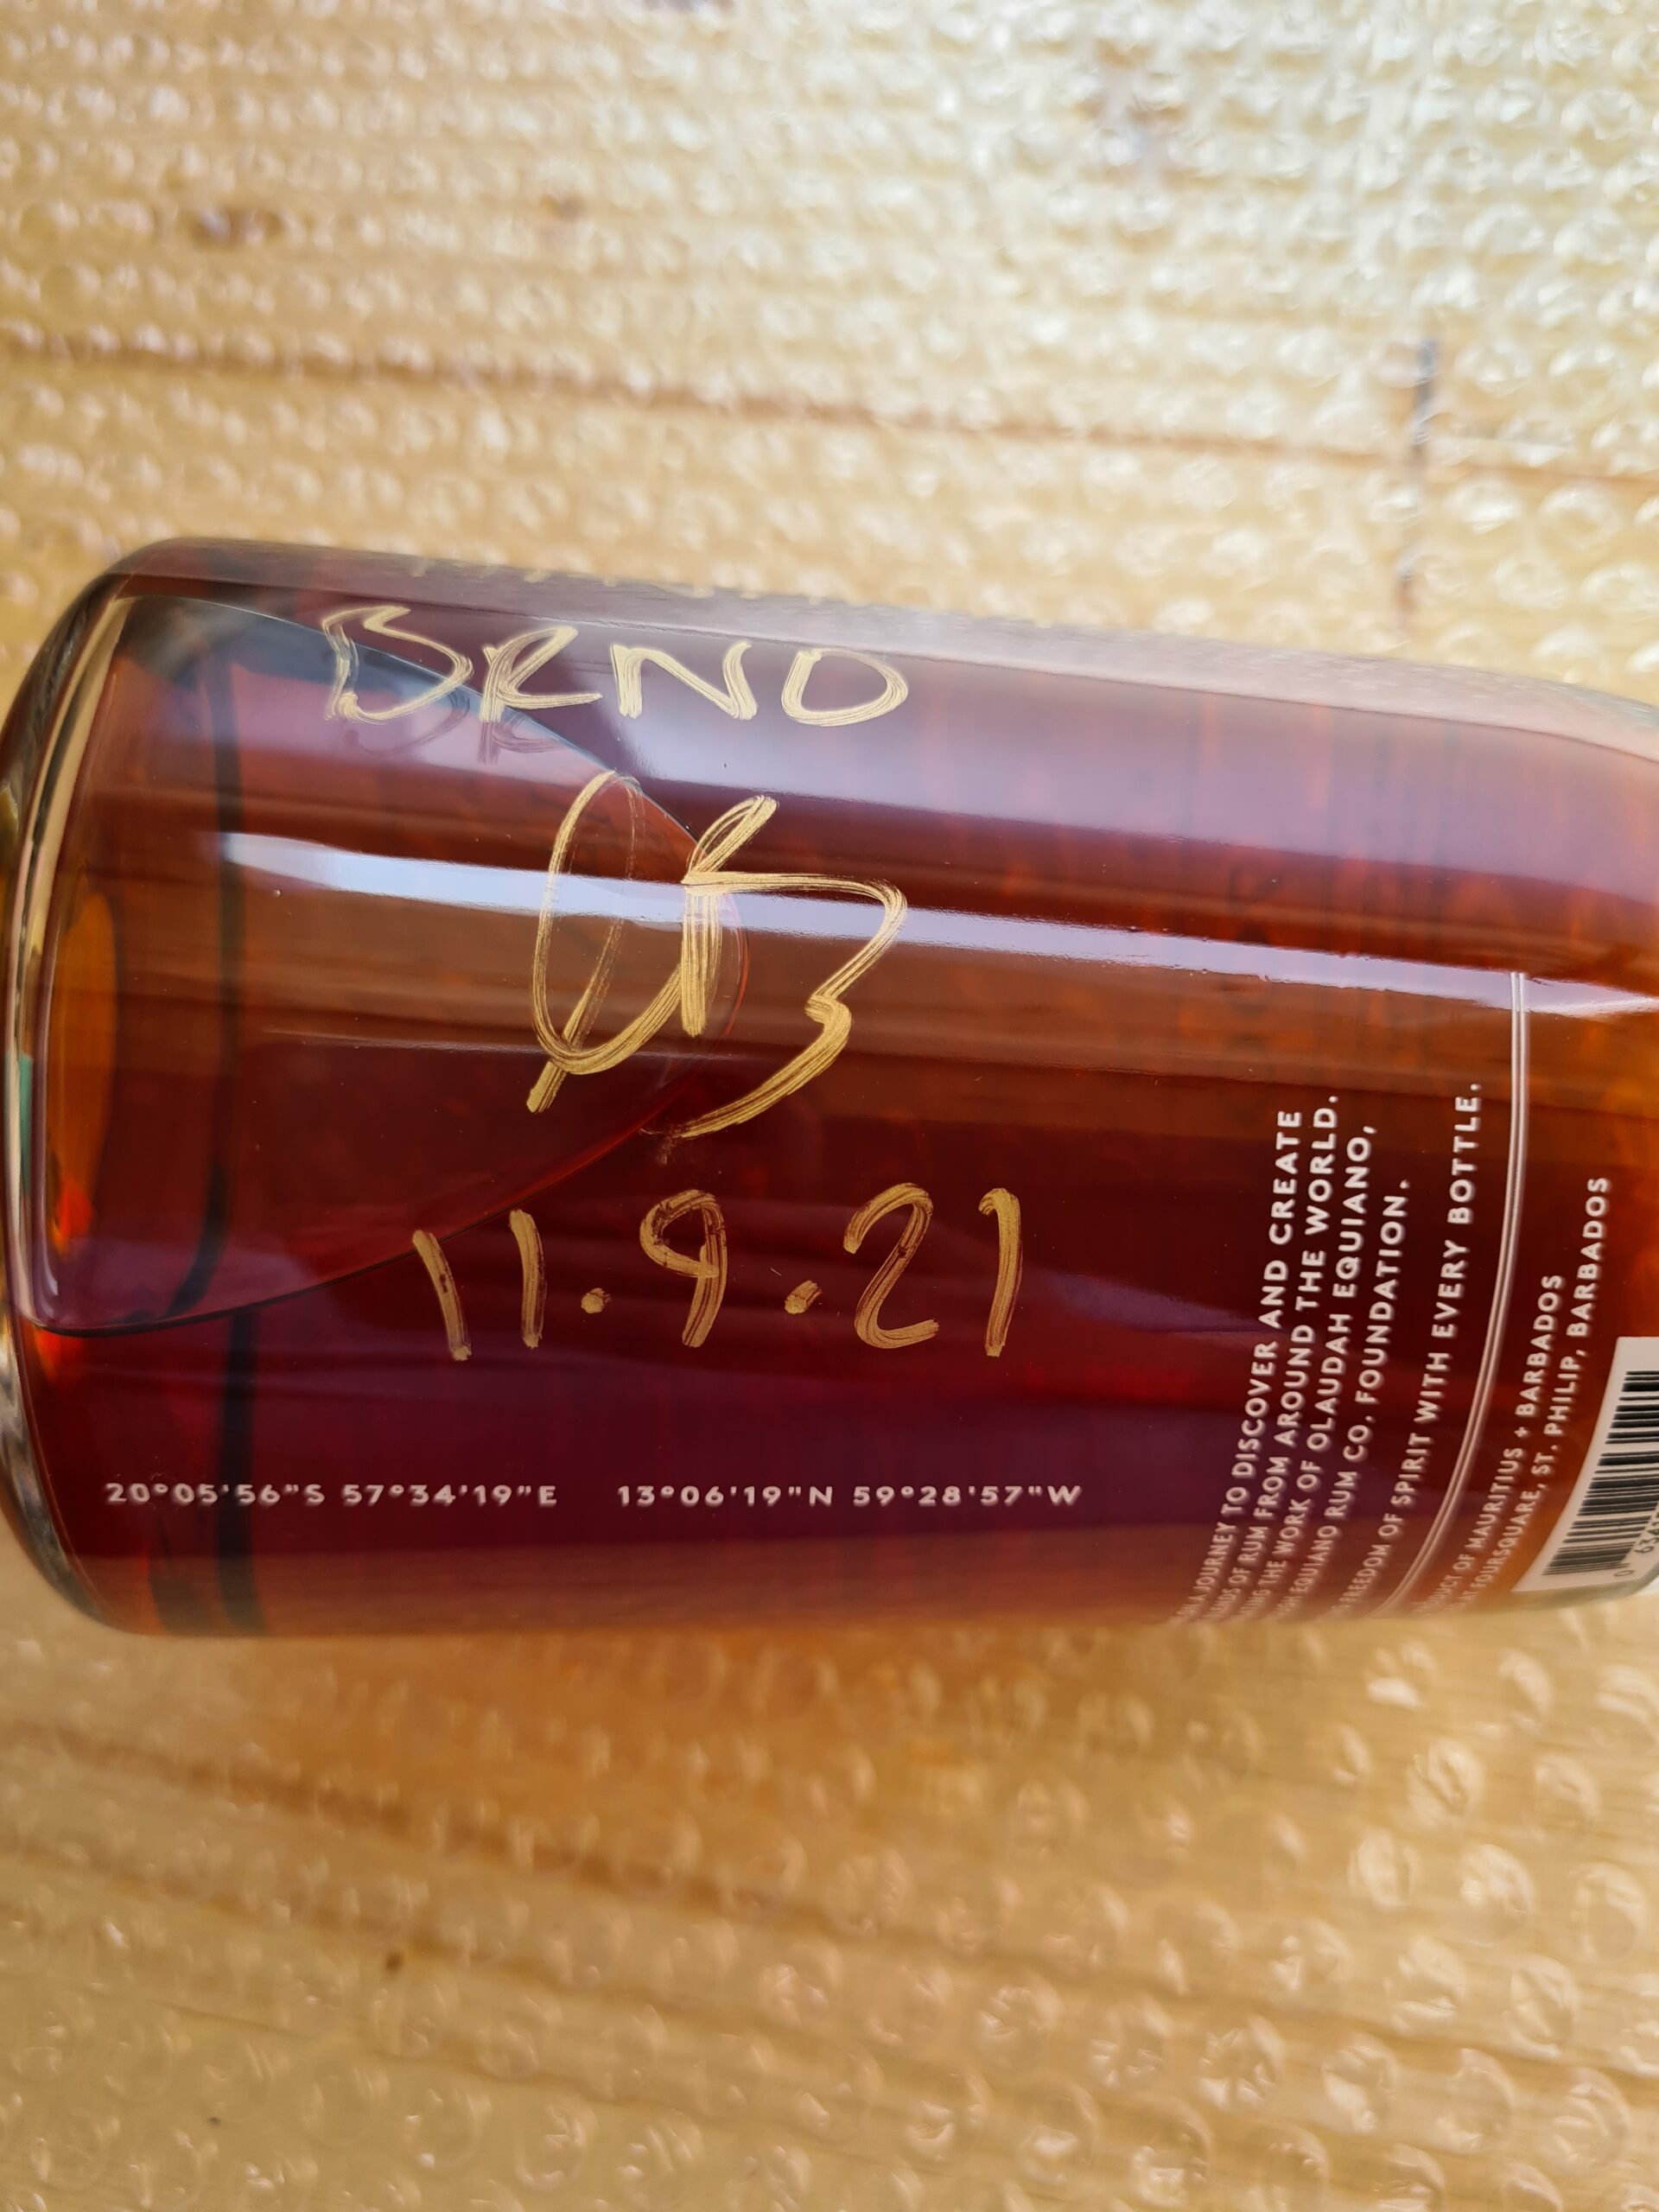 BRNO
11.9.21
20°05'56"S 57°34'19"E 13°06'19"N 59°28'57"W
JOURNEY TO DISCOVER AND CREATE
OF RUM FROM AROUND THE WORLD.
THE WORK OF OLAUDAH EQUIANO,
EQUIANO RUM CO. FOUNDATION.
FREEDOM OF SPIRIT WITH EVERY BOTTLE.
OF MAURITIUS + BARBADOS
FOURSQUARE, ST. PHILIP, BARBADOS